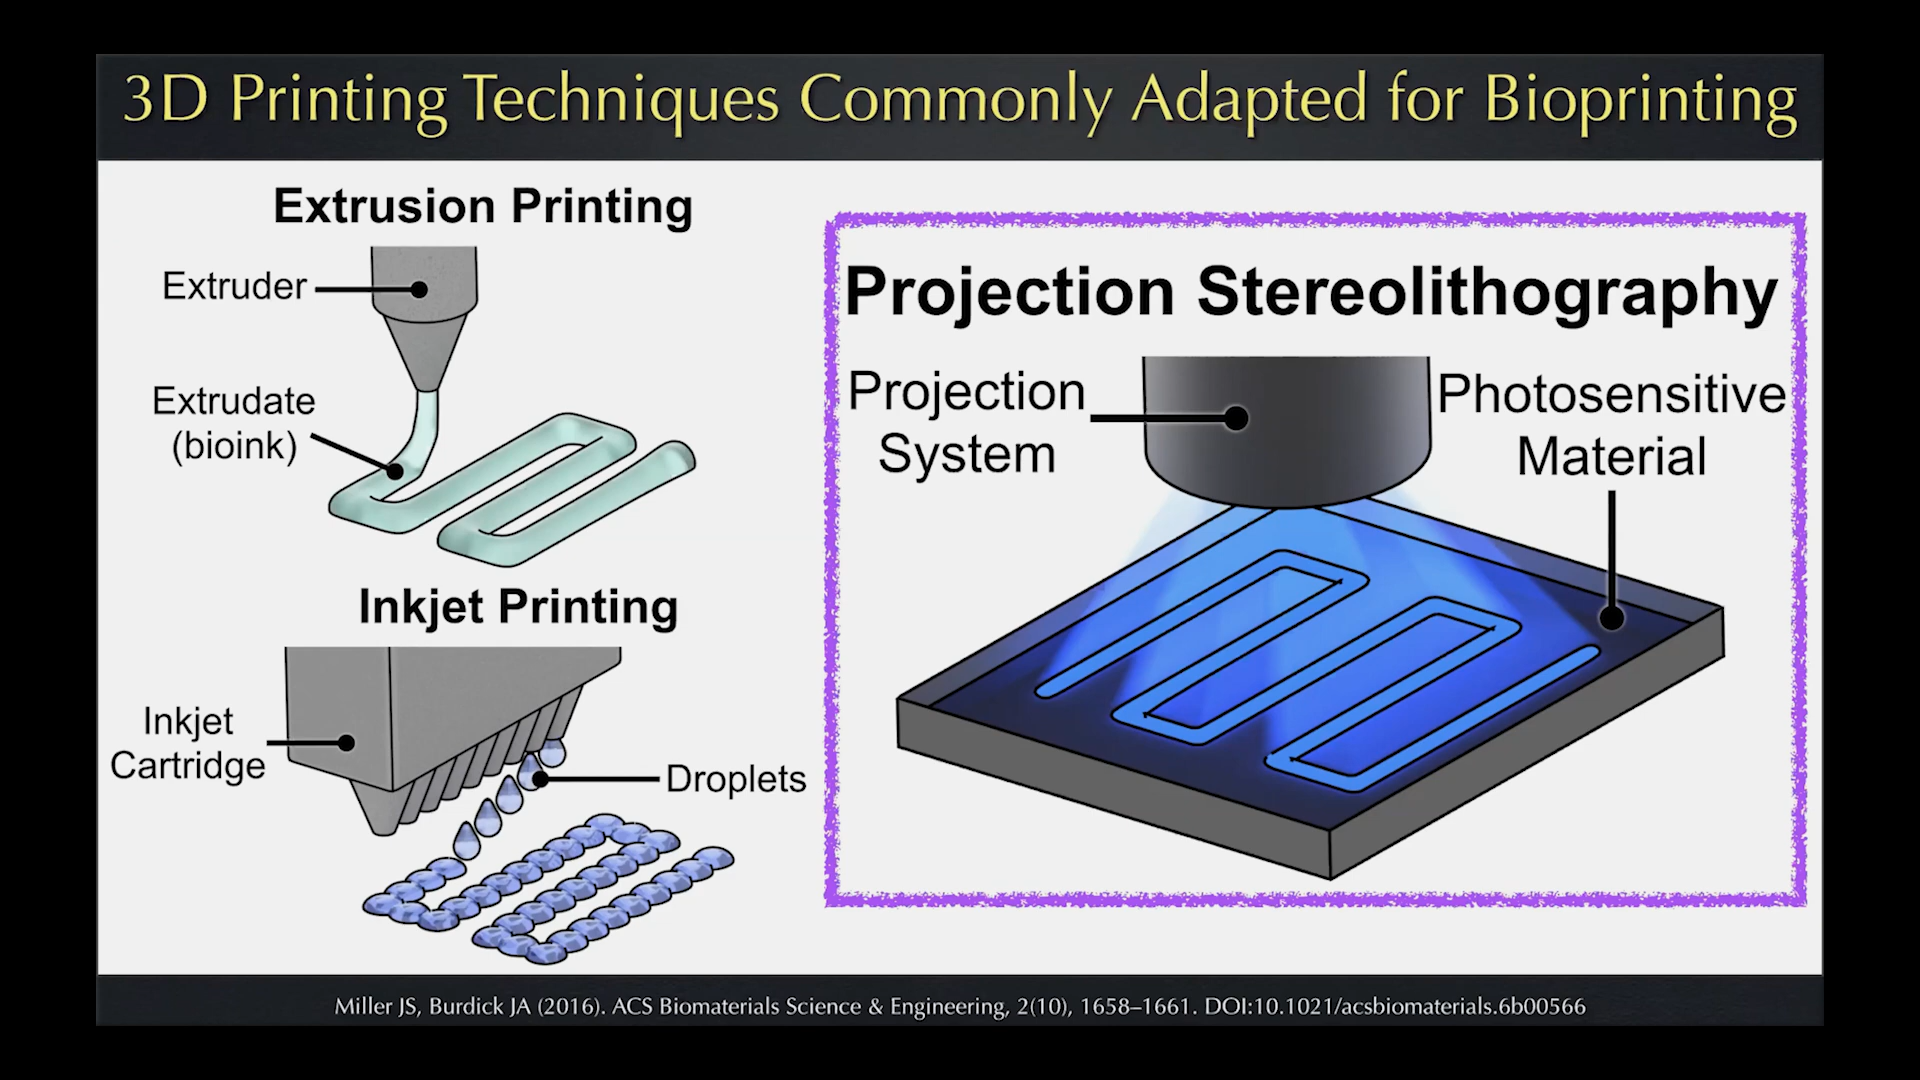 3D Printing Techniques Commonly Adapted for Bioprinting
Extrusion Printing
Extruder
Extrudate
(bioink)
Inkjet Printing
Inkjet
Cartridge
Droplets
Projection Stereolithography
Projection
System
Photosensitive
Material
Miller JS, Burdick JA (2016). ACS Biomaterials Science & Engineering, 2(10), 1658–1661. DOI:10.1021/acsbiomaterials.6b00566